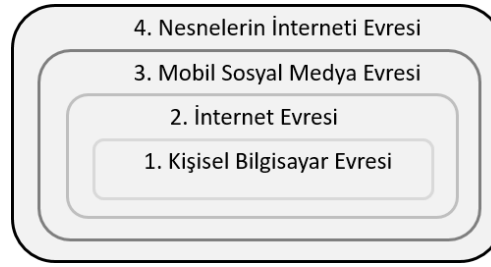 4. Nesnelerin İnterneti Evresi
3. Mobil Sosyal Medya Evresi
2. İnternet Evresi
1. Kişisel Bilgisayar Evresi